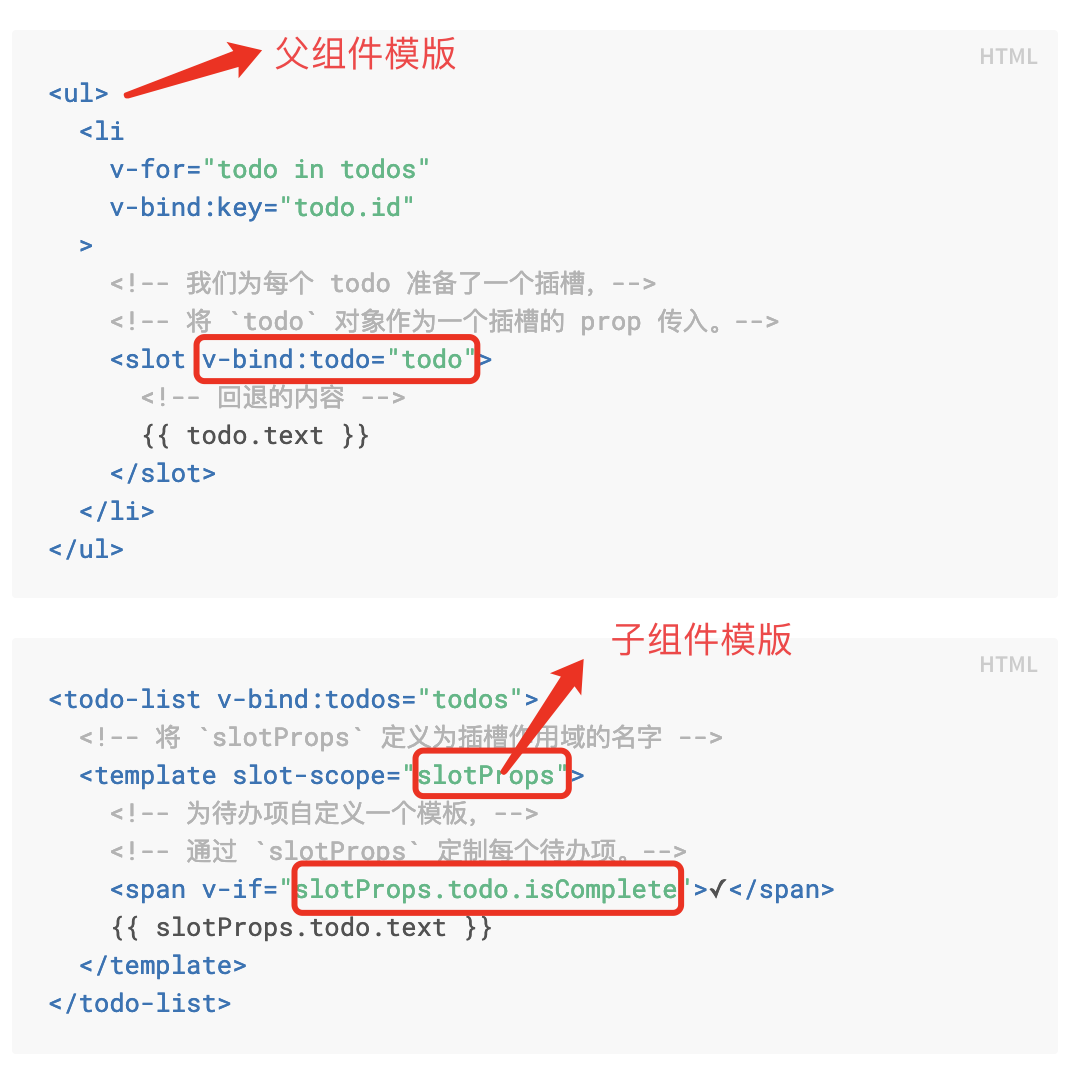 父组件模版
HTML
<ul>
<li
v-for="todo in todos"
v-bind:key="todo.id"
>
<!-- 我们为每个 todo 准备了一个插槽，-->
<!-- 将 `todo` 对象作为一个插槽的 prop 传入。-->
<slot v-bind:todo="todo">
<!-- 回退的内容 -->
{{ todo.text }}
</slot>
</li>
</ul>
子组件模版
HTML
<todo-list v-bind:todos="todos">
<!-- 将 `slotProps` 定义为插槽作用域的名字 -->
<template slot-scope="slotProps">
<!-- 为待办项自定义一个模板，-->
<!-- 通过 `slotProps` 定制每个待办项。-->
<span v-if="slotProps.todo.isComplete">✓</span>
{{ slotProps.todo.text }}
</template>
</todo-list>